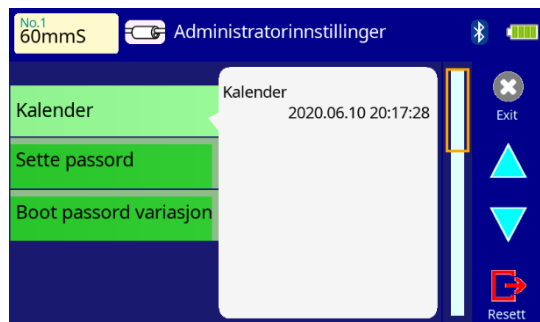 No.1
60mmS
Administratorinnstillinger
Kalender
Sette passord
Boot passord variasjon
Kalender
2020.06.10 20:17:28
Exit
Resett